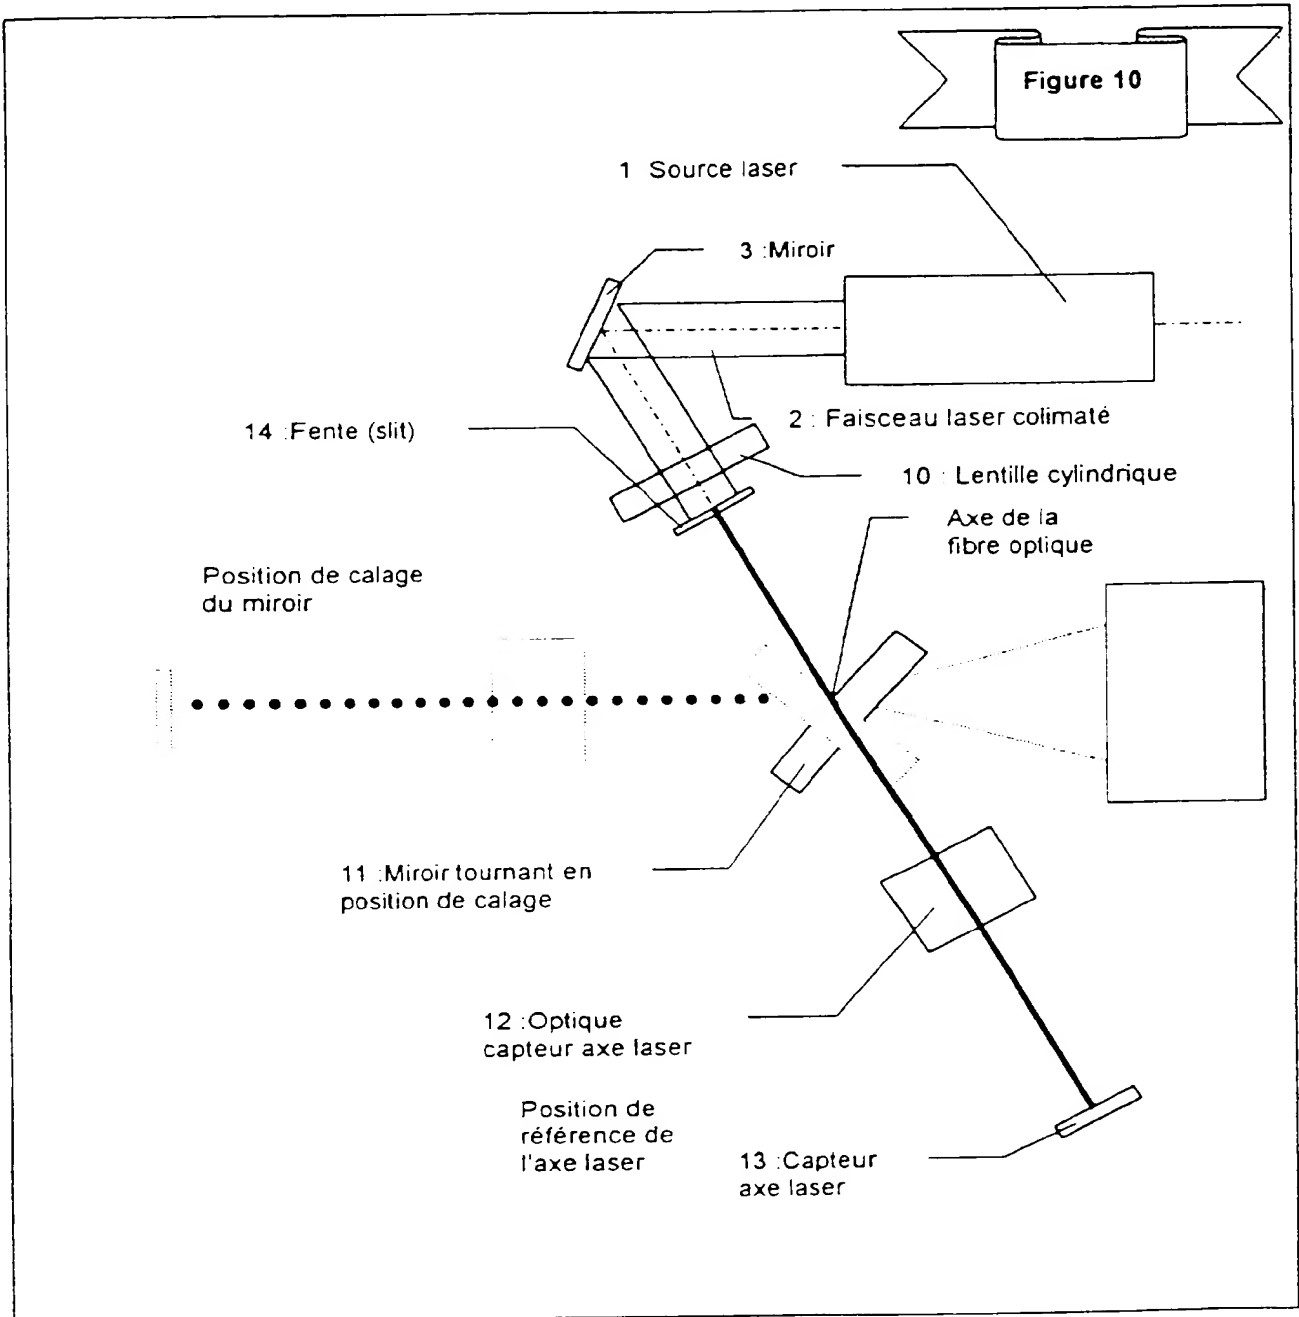 Figure 10
1 Source laser
3 :Miroir
2 : Faisceau laser colimaté
14 :Fente (slit)
10 : Lentille cylindrique
Axe de la
fibre optique
Position de calage
du miroir
11 :Miroir tournant en
position de calage
12 :Optique
capteur axe laser
Position de
référence de
l'axe laser
13 :Capteur
axe laser